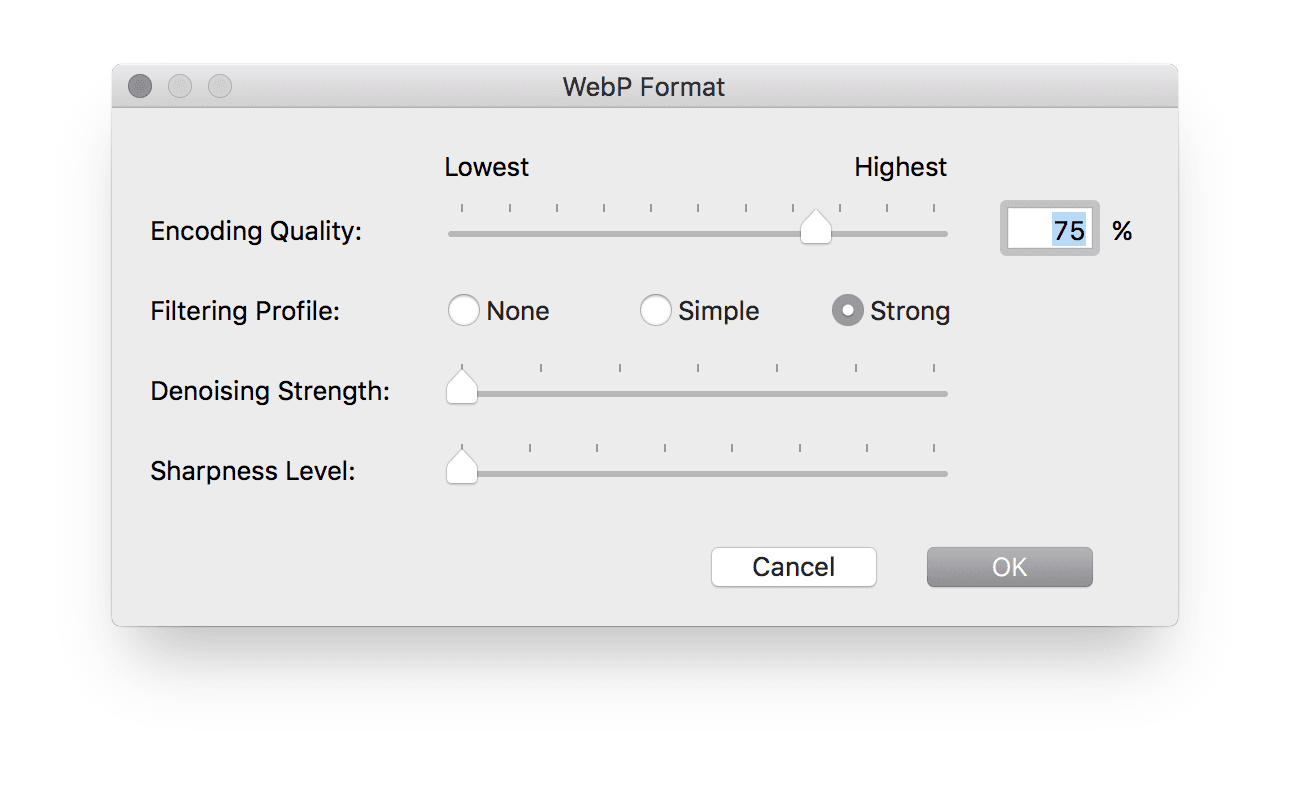 WebP Format
Lowest Highest
Encoding Quality: 75 %
Filtering Profile: None Simple Strong
Denoising Strength:
Sharpness Level:
Cancel OK